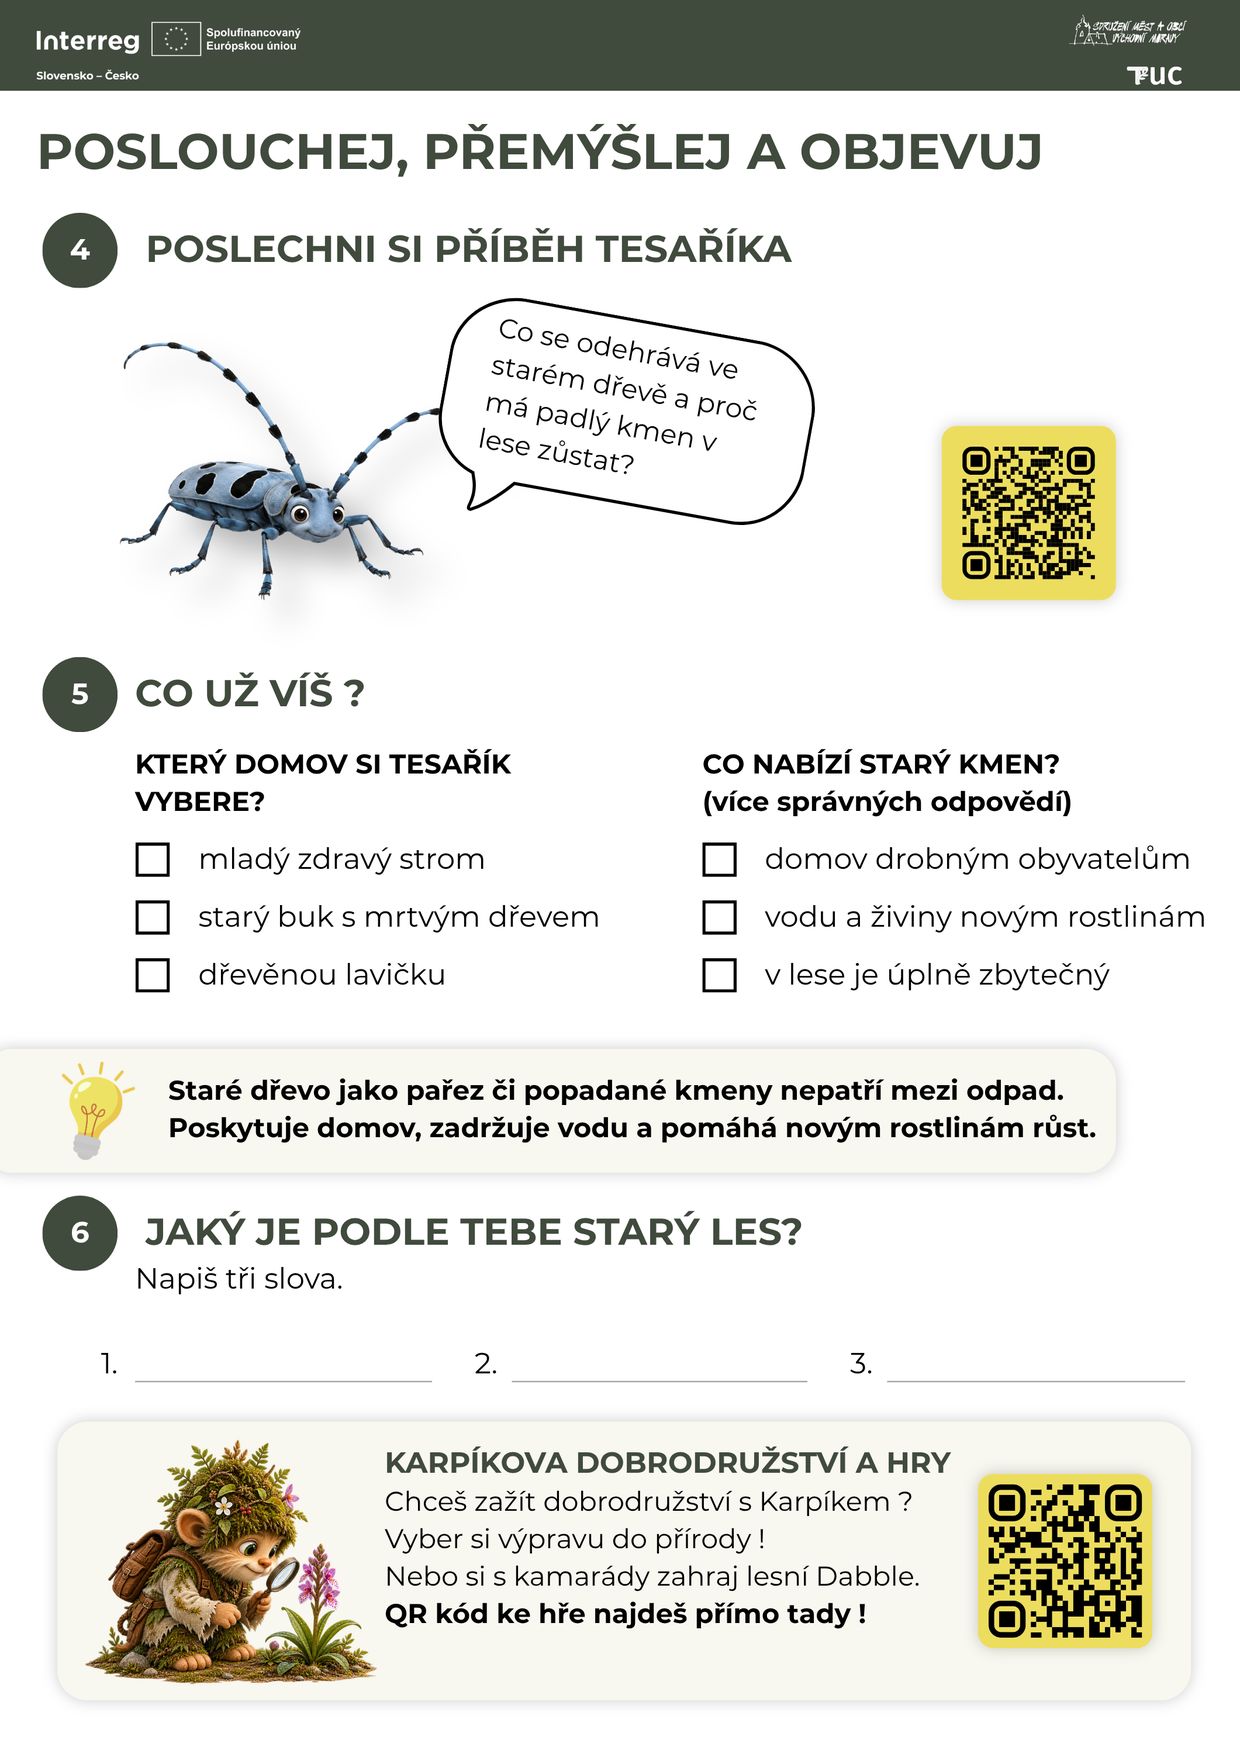 Interreg
Spolufinancovaný
Európskou úniou
Slovensko – Česko
SDRUŽENÍ MĚST A OBCÍ
VÝCHODNÍ MORAVY
TUC
POSLOUCHEJ, PŘEMÝŠLEJ A OBJEVUJ
4 POSLECHNI SI PŘÍBĚH TESAŘÍKA
Co se odehrává ve
starém dřevě a proč
má padlý kmen v
lese zůstat?
5 CO UŽ VÍŠ ?
KTERÝ DOMOV SI TESAŘÍK
VYBERE?
mladý zdravý strom
starý buk s mrtvým dřevem
dřevěnou lavičku
CO NABÍZÍ STARÝ KMEN?
(více správných odpovědí)
domov drobným obyvatelům
vodu a živiny novým rostlinám
v lese je úplně zbytečný
Staré dřevo jako pařez či popadané kmeny nepatří mezi odpad.
Poskytuje domov, zadržuje vodu a pomáhá novým rostlinám růst.
6 JAKÝ JE PODLE TEBE STARÝ LES?
Napiš tři slova.
1. 2. 3.
KARPÍKOVA DOBRODRUŽSTVÍ A HRY
Chceš zažít dobrodružství s Karpíkem ?
Vyber si výpravu do přírody !
Nebo si s kamarády zahraj lesní Dabble.
QR kód ke hře najdeš přímo tady !